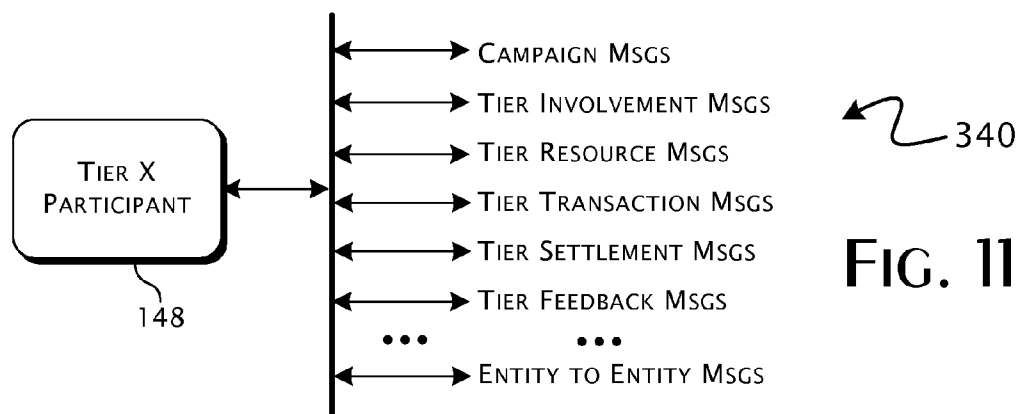 Campaign Msgs
Tier Involvement Msgs
Tier Resource Msgs
Tier Transaction Msgs
Tier Settlement Msgs
Tier Feedback Msgs
••• •••
Entity to Entity Msgs
Tier X
Participant
148
340
Fig. 11